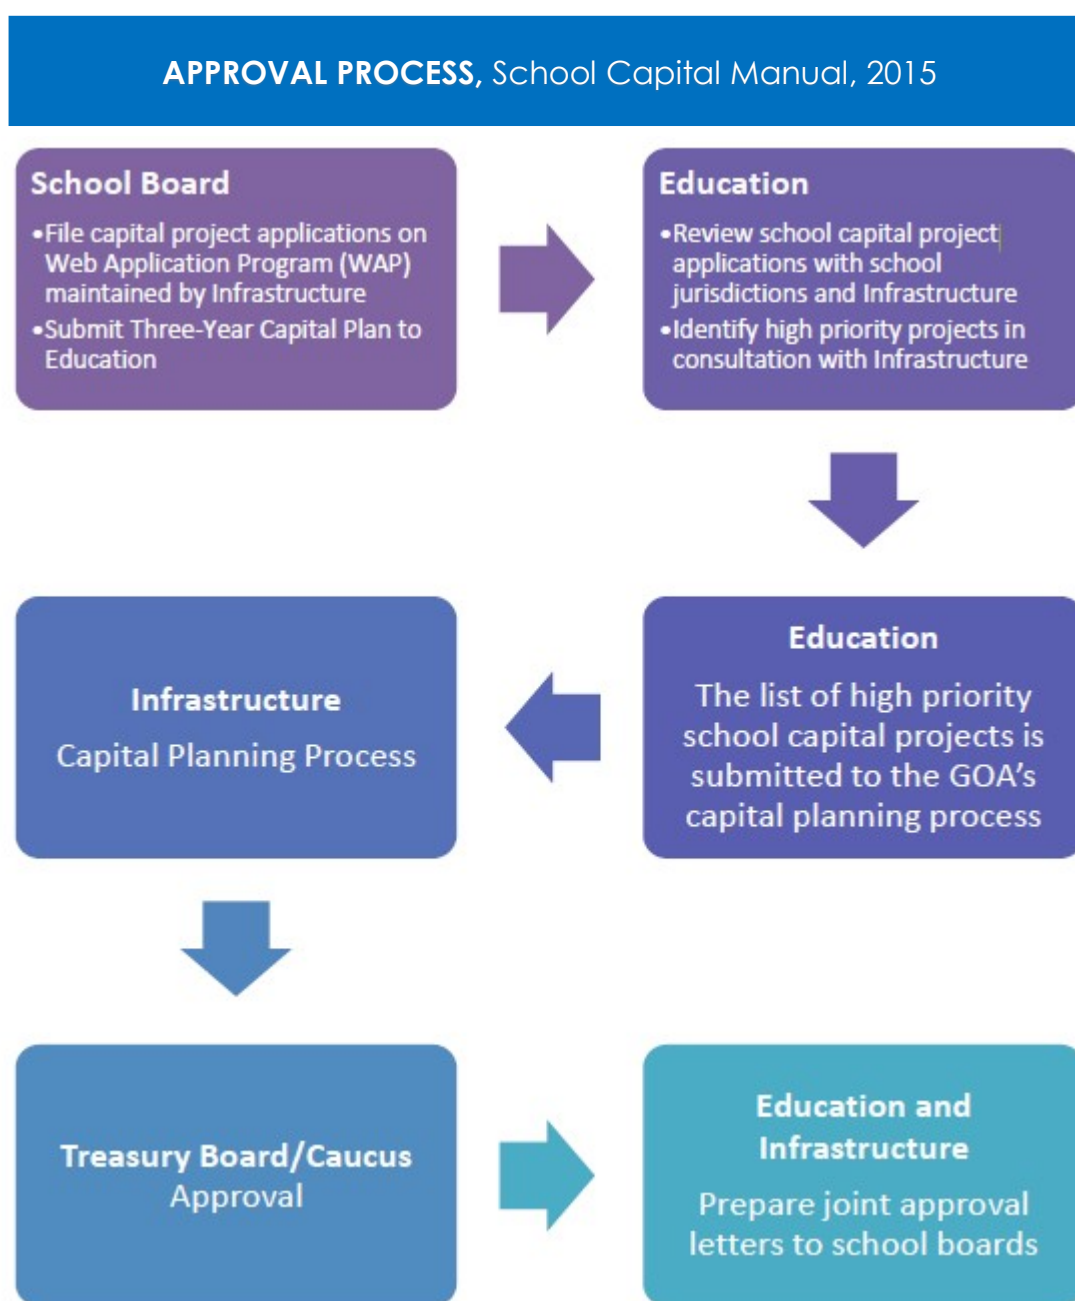 APPROVAL PROCESS, School Capital Manual, 2015
School Board
•File capital project applications on
Web Application Program (WAP)
maintained by Infrastructure
•Submit Three-Year Capital Plan to
Education
Education
•Review school capital project
applications with school
jurisdictions and Infrastructure
•Identify high priority projects in
consultation with Infrastructure
Education
The list of high priority
school capital projects is
submitted to the GOA's
capital planning process
Infrastructure
Capital Planning Process
Treasury Board/Caucus
Approval
Education and
Infrastructure
Prepare joint approval
letters to school boards